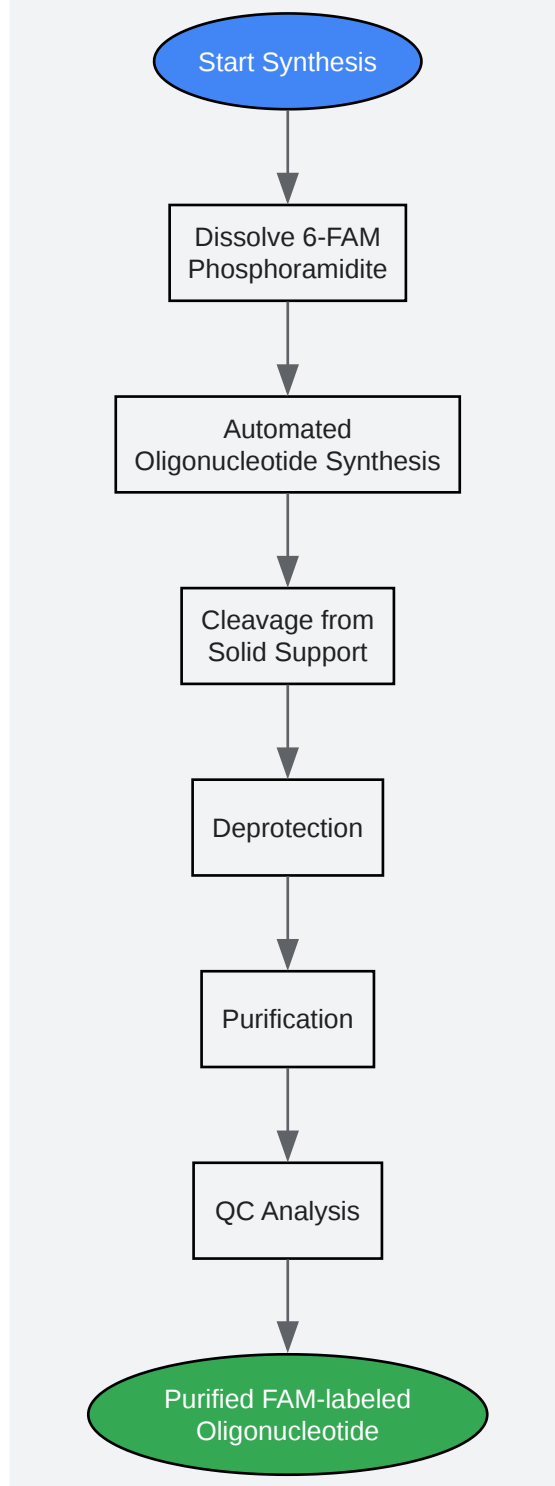 Start Synthesis
Dissolve 6-FAM
Phosphoramidite
Automated
Oligonucleotide Synthesis
Cleavage from
Solid Support
Deprotection
Purification
QC Analysis
Purified FAM-labeled
Oligonucleotide